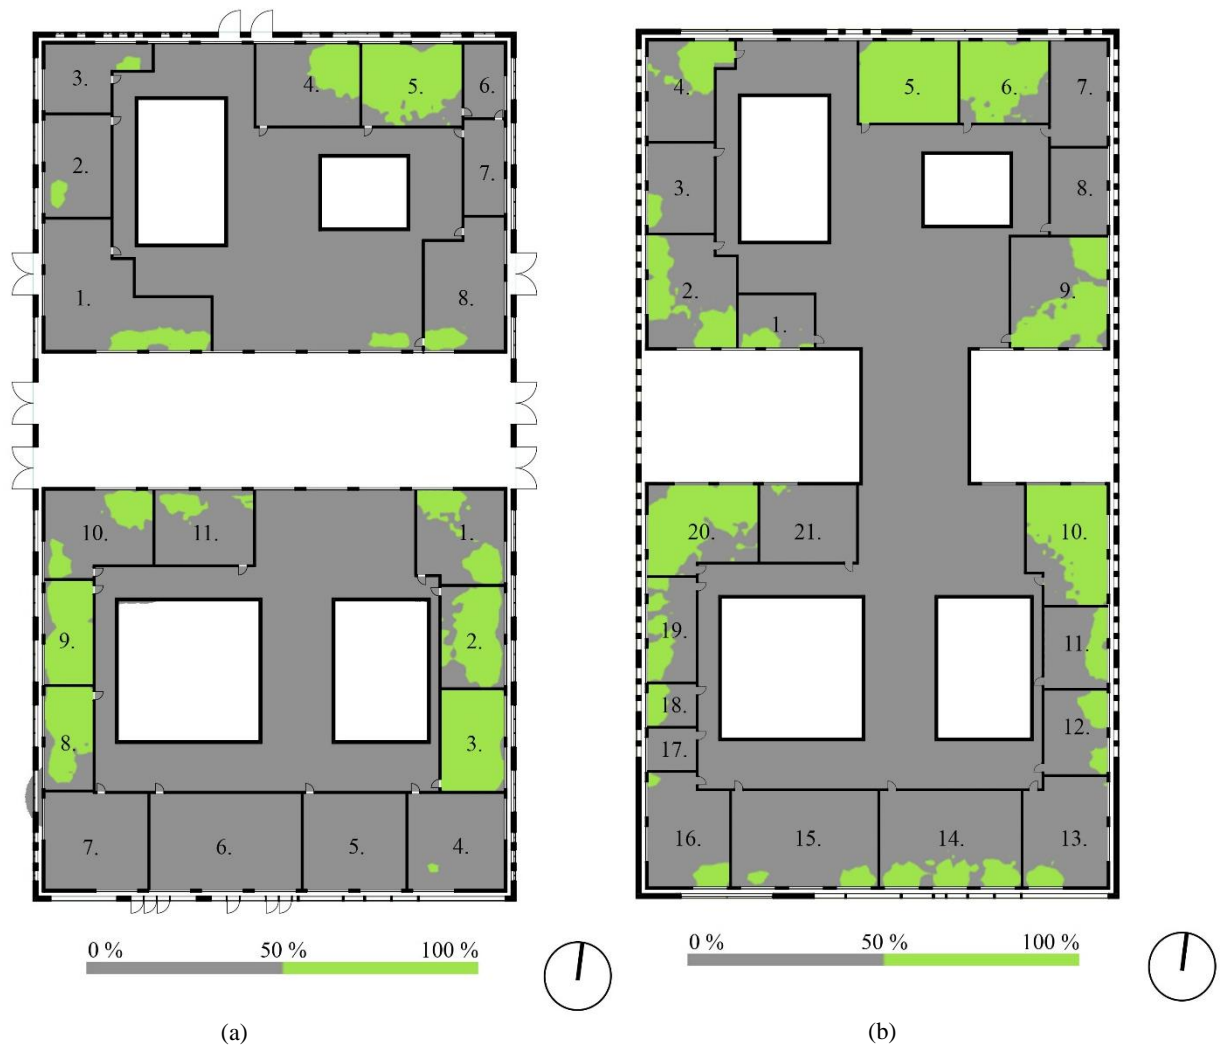 3. 4. 5. 6.
2. 7.
1. 8.
10. 11. 1.
9. 2.
8. 3.
7. 6. 5. 4.
0 % 50 % 100 %
(a)
4. 5. 6. 7.
3. 8.
2. 1. 9.
20. 21. 10.
19. 11.
18. 12.
17.
16. 15. 14. 13.
0 % 50 % 100 %
(b)